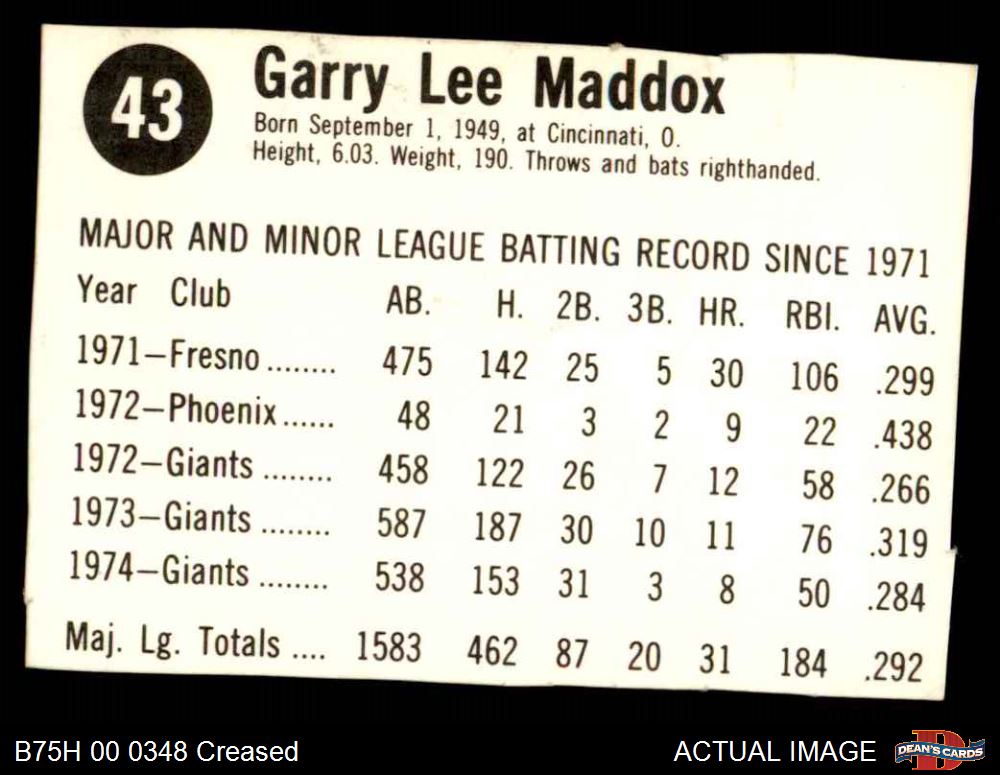 43
Garry Lee Maddox
Born September 1, 1949, at Cincinnati, O.
Height, 6.03. Weight, 190. Throws and bats righthanded.
MAJOR AND MINOR LEAGUE BATTING RECORD SINCE 1971
Year Club AB. H. 2B. 3B. HR. RBI. AVG.
1971—Fresno ........ 475 142 25 5 30 106 .299
1972—Phoenix ...... 48 21 3 2 9 22 .438
1972—Giants ........ 458 122 26 7 12 58 .266
1973—Giants ........ 587 187 30 10 11 76 .319
1974—Giants ........ 538 153 31 3 8 50 .284
Maj. Lg. Totals .... 1583 462 87 20 31 184 .292
B75H 00 0348 Creased
ACTUAL IMAGE
D
DEAN'S CARDS